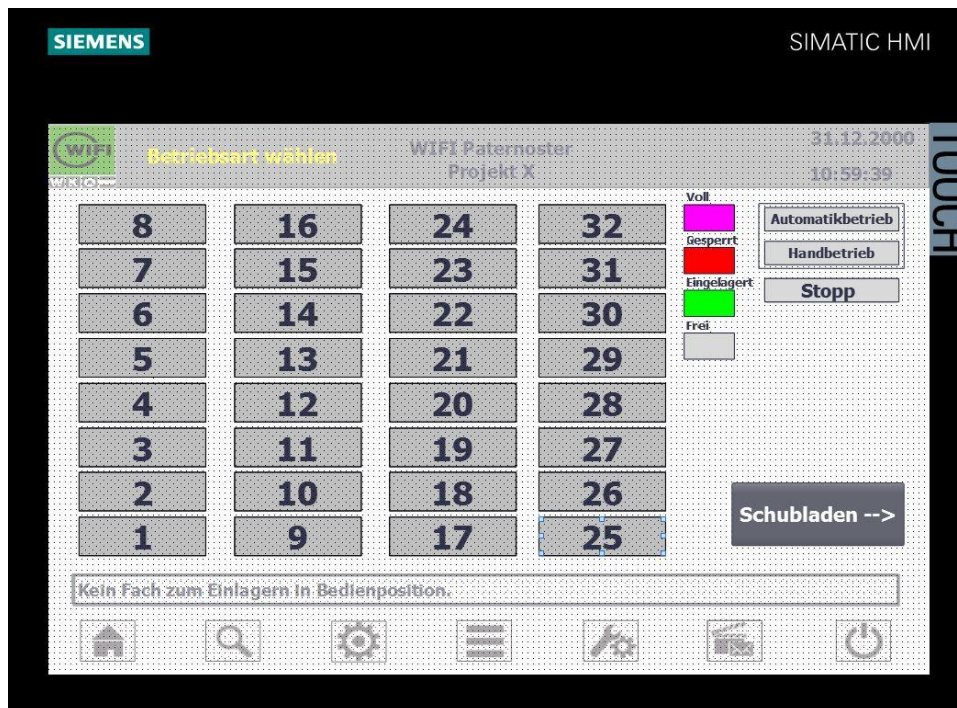 SIEMENS
SIMATIC HMI
TOUCH
WIFI
WKO
Betriebsart wählen
WIFI Paternoster
Projekt X
31.12.2000
10:59:39
8 16 24 32
7 15 23 31
6 14 22 30
5 13 21 29
4 12 20 28
3 11 19 27
2 10 18 26
1 9 17 25
Voll
Gesperrt
Eingelagert
Frei
Automatikbetrieb
Handbetrieb
Stopp
Schubladen -->
Kein Fach zum Einlagern in Bedienposition.